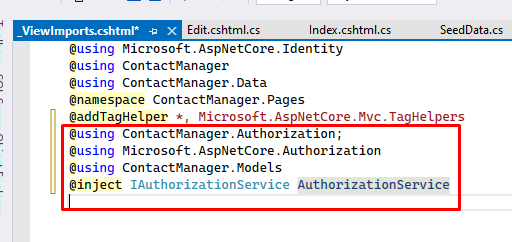 _ViewImports.cshtml* Edit.cshtml.cs Index.cshtml.cs SeedData.cs
@using Microsoft.AspNetCore.Identity
@using ContactManager
@using ContactManager.Data
@namespace ContactManager.Pages
@addTagHelper *, Microsoft.AspNetCore.Mvc.TagHelpers
@using ContactManager.Authorization;
@using Microsoft.AspNetCore.Authorization
@using ContactManager.Models
@inject IAuthorizationService AuthorizationService